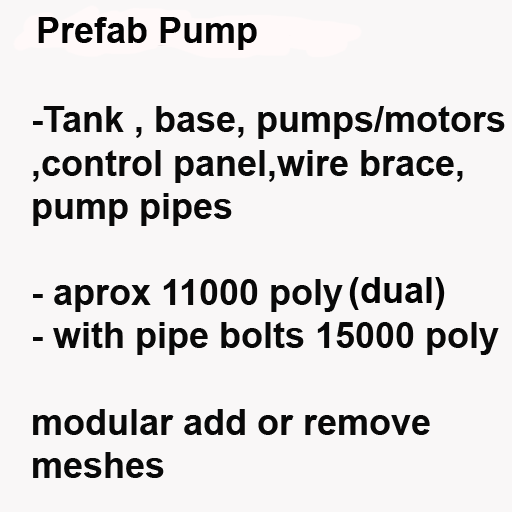 Prefab Pump
-Tank , base, pumps/motors
,control panel,wire brace,
pump pipes
- aprox 11000 poly (dual)
- with pipe bolts 15000 poly
modular add or remove
meshes